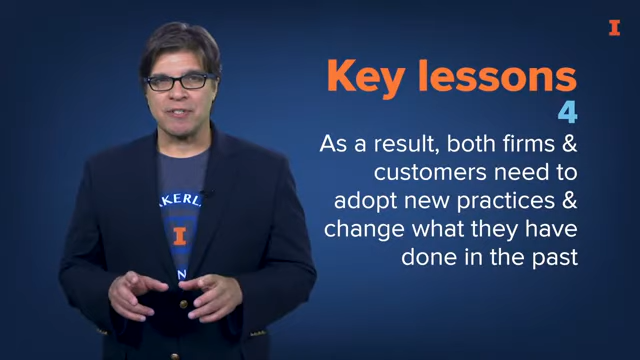 I
Key lessons
4
As a result, both firms &
customers need to
adopt new practices &
change what they have
done in the past
AKERLA
I